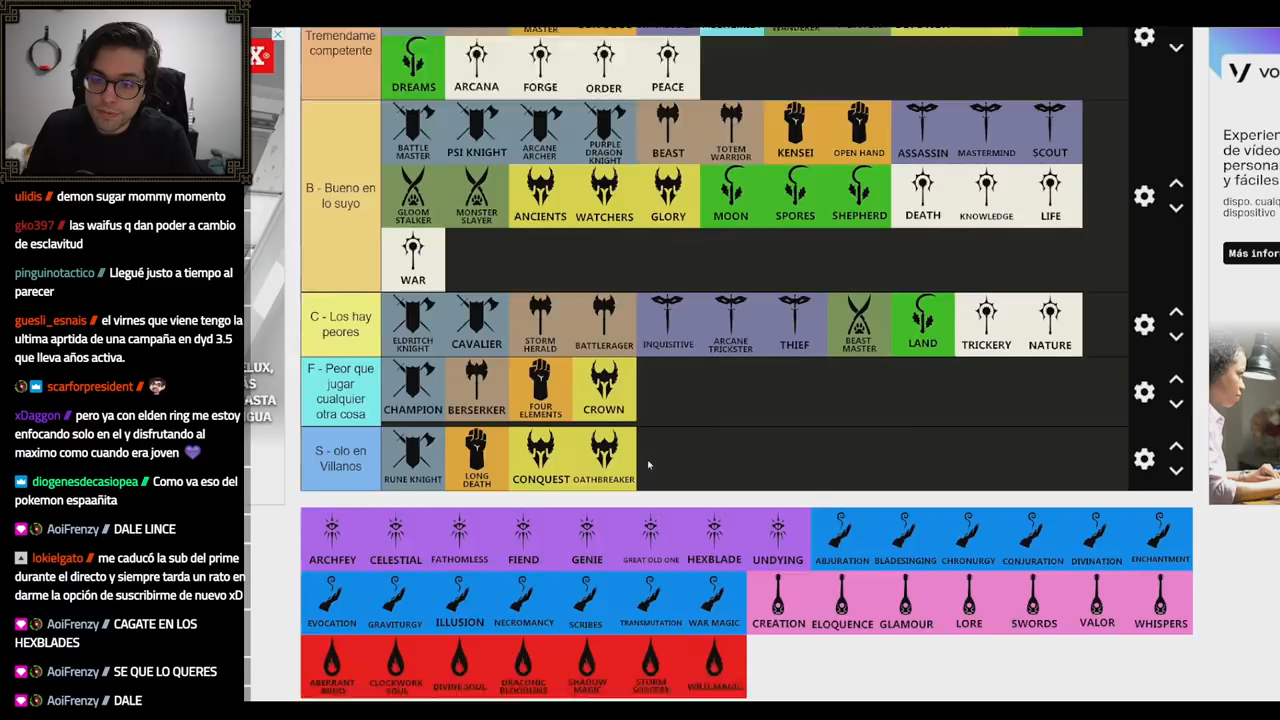 ulidis // demon sugar mommy momento
gko397 // las waifus q dan poder a cambio
de esclavitud
pinguinotactico // Llegué justo a tiempo al
parecer
guesli_esnais // el virnes que viene tengo la
ultima aprtida de una campaña en dyd 3.5
que lleva años activa.
scarforpresident //
xDaggon // pero ya con elden ring me estoy
enfocando solo en el y disfrutando al
maximo como cuando era joven
diogenesdecasiopea // Como va eso del
pokemon espaañita
AoiFrenzy // DALE LINCE
lokielgato // me caducó la sub del prime
durante el directo y siempre tarda un rato en
darme la opción de suscribirme de nuevo xD
AoiFrenzy // CAGATE EN LOS
HEXBLADES
AoiFrenzy // SE QUE LO QUERES
AoiFrenzy // DALE
Tremendame
competente
MASTER
DREAMS ARCANA FORGE ORDER PEACE
B - Bueno en
lo suyo
BATTLE
MASTER
PSI KNIGHT
ARCANE
ARCHER
PURPLE
DRAGON
KNIGHT
BEAST
TOTEM
WARRIOR
KENSEI OPEN HAND ASSASSIN MASTERMIND SCOUT
GLOOM
STALKER
MONSTER
SLAYER
ANCIENTS WATCHERS GLORY MOON SPORES SHEPHERD DEATH KNOWLEDGE LIFE
WAR
C - Los hay
peores
ELDRITCH
KNIGHT
CAVALIER
STORM
HERALD
BATTLERAGER INQUISITIVE
ARCANE
TRICKSTER
THIEF
BEAST
MASTER
LAND TRICKERY NATURE
F - Peor que
jugar
cualquier
otra cosa
CHAMPION BERSERKER
FOUR
ELEMENTS
CROWN
S - olo en
Villanos
RUNE KNIGHT
LONG
DEATH
CONQUEST OATHBREAKER
ARCHFEY CELESTIAL FATHOMLESS FIEND GENIE GREAT OLD ONE HEXBLADE UNDYING ABJURATION BLADESINGING CHRONURGY CONJURATION DIVINATION ENCHANTMENT
EVOCATION GRAVITURGY ILLUSION NECROMANCY SCRIBES TRANSMUTATION WAR MAGIC CREATION ELOQUENCE GLAMOUR LORE SWORDS VALOR WHISPERS
ABERRANT
MIND
CLOCKWORK
SOUL
DIVINE SOUL
DRACONIC
BLOODLINE
SHADOW
MAGIC
STORM
SORCERY
WILD MAGIC
Experien
de vídeo
persona
y fáciles
dispo. cualq
dispositivo
Más infor